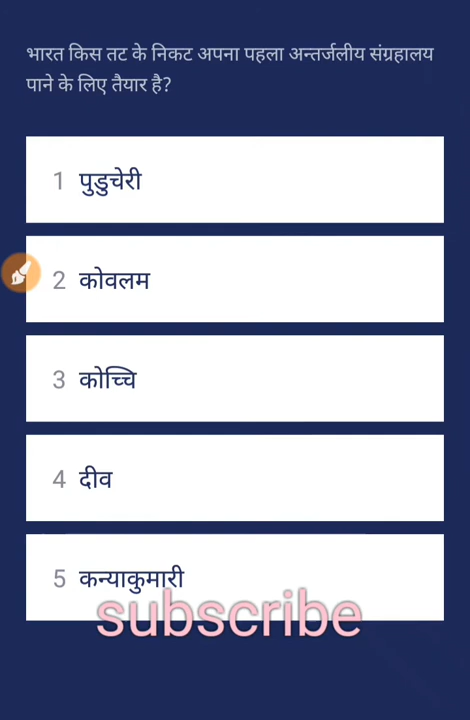 भारत किस तट के निकट अपना पहला अन्तर्जलीय संग्रहालय
पाने के लिए तैयार है?
1 पुडुचेरी
2 कोवलम
3 कोच्चि
4 दीव
5 कन्याकुमारी
subscribe